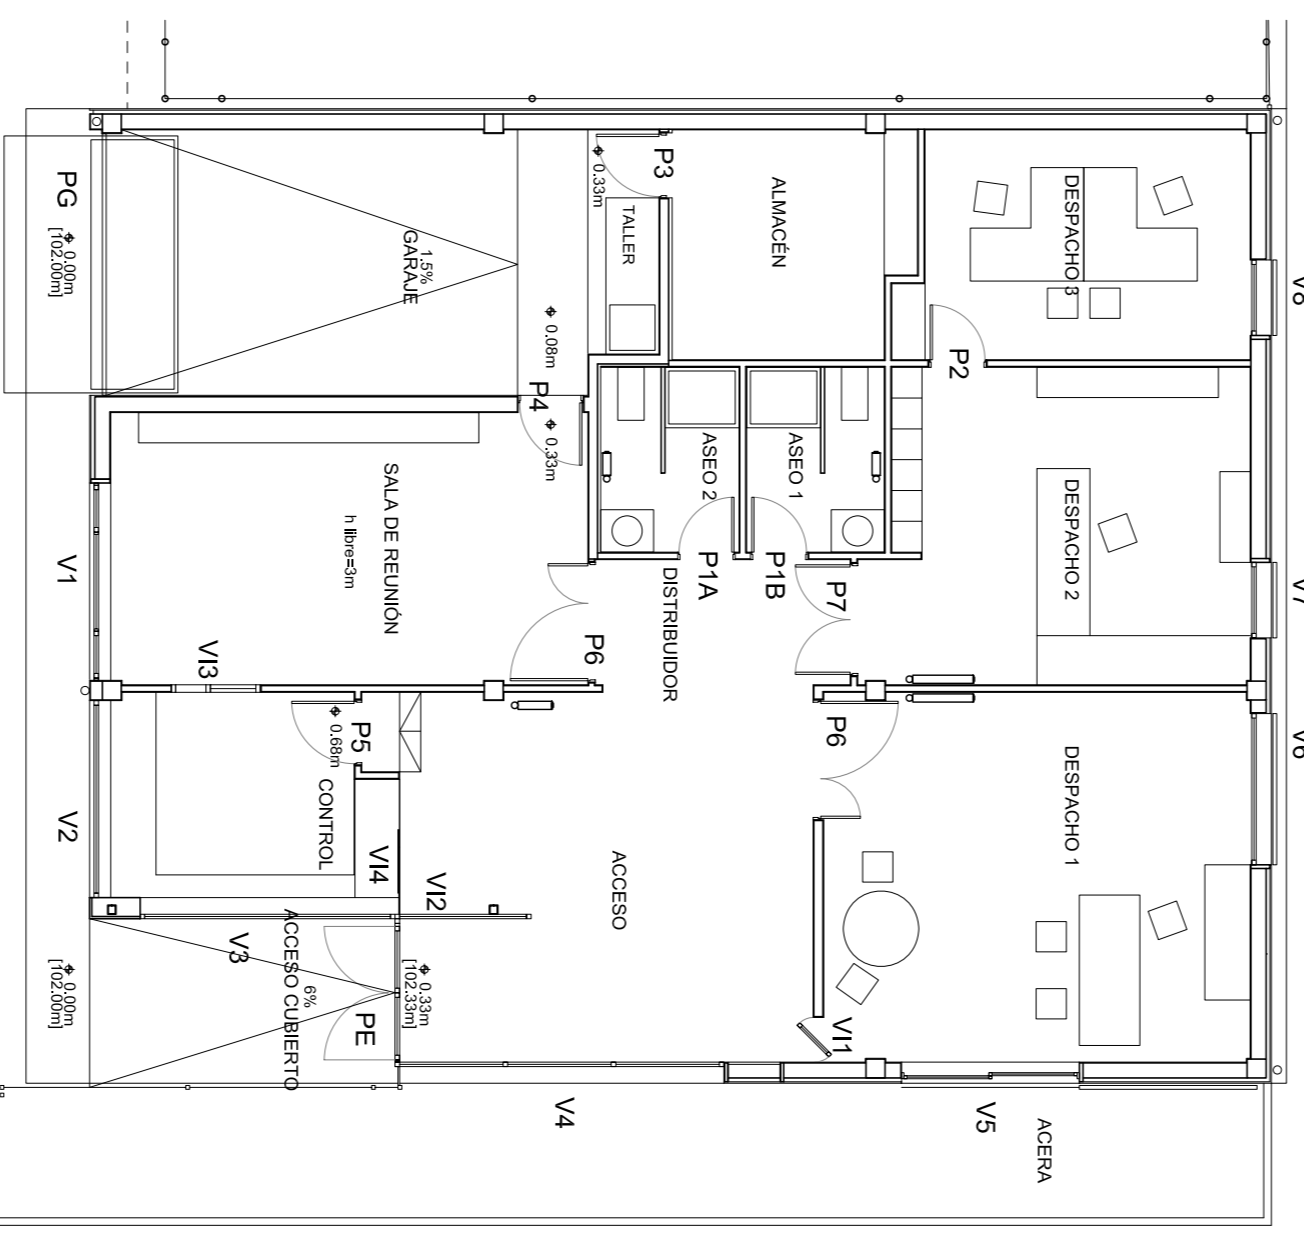 V8
V7
V6
DESPACHO 3
DESPACHO 2
DESPACHO 1
ACERA
V5
P2
P7
P6
VI1
ALMACÉN
ASEO 1
P1B
P3
TALLER
0.33m
ASEO 2
P1A
DISTRIBUIDOR
ACCESO
V4
0.08m
P4
0.33m
P6
1.5%
GARAJE
SALA DE REUNIÓN
h libre=3m
VI3
P5
0.68m
CONTROL
VI4
VI2
0.33m
[102.33m]
PE
6%
ACCESO CUBIERTO
V3
PG
0.00m
[102.00m]
V1
V2
0.00m
[102.00m]